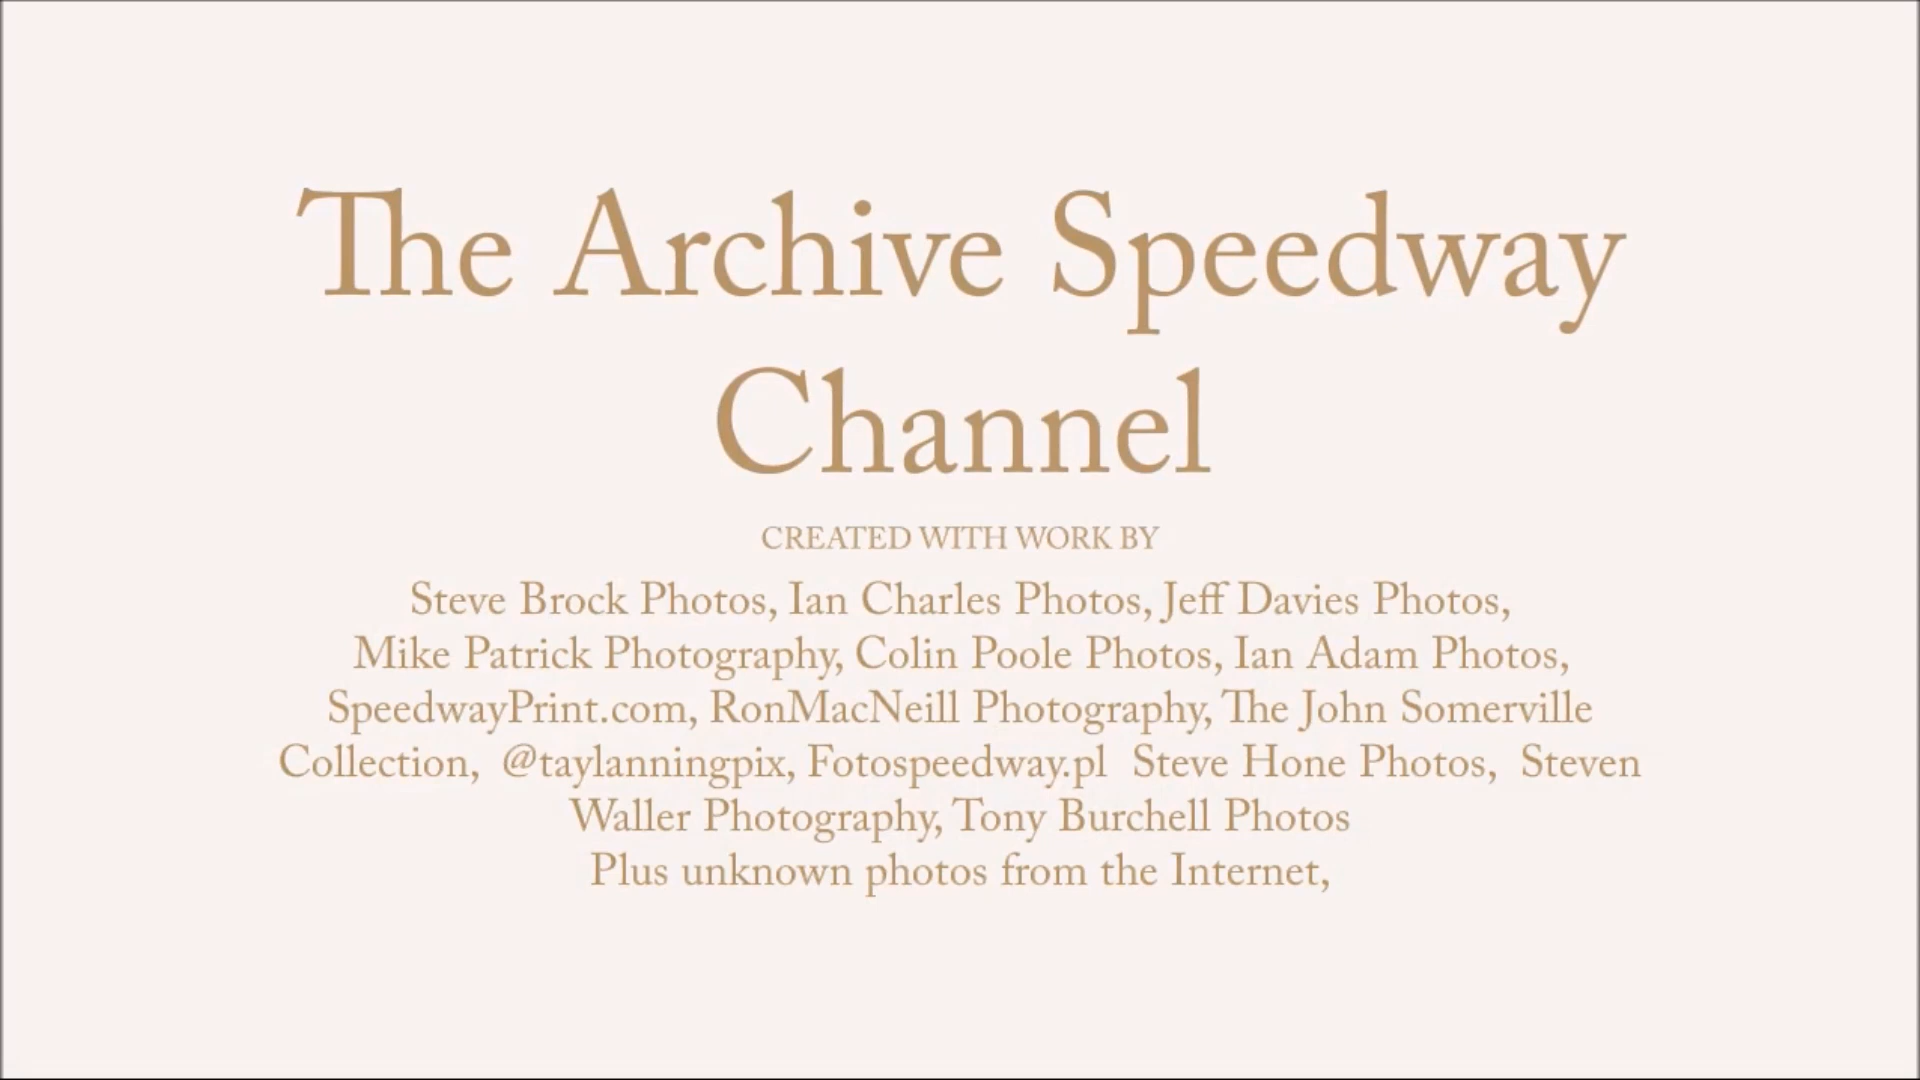 The Archive Speedway
Channel
CREATED WITH WORK BY
Steve Brock Photos, Ian Charles Photos, Jeff Davies Photos,
Mike Patrick Photography, Colin Poole Photos, Ian Adam Photos,
SpeedwayPrint.com, RonMacNeill Photography, The John Somerville
Collection,  @taylanningpix, Fotospeedway.pl  Steve Hone Photos,  Steven
Waller Photography, Tony Burchell Photos
Plus unknown photos from the Internet,